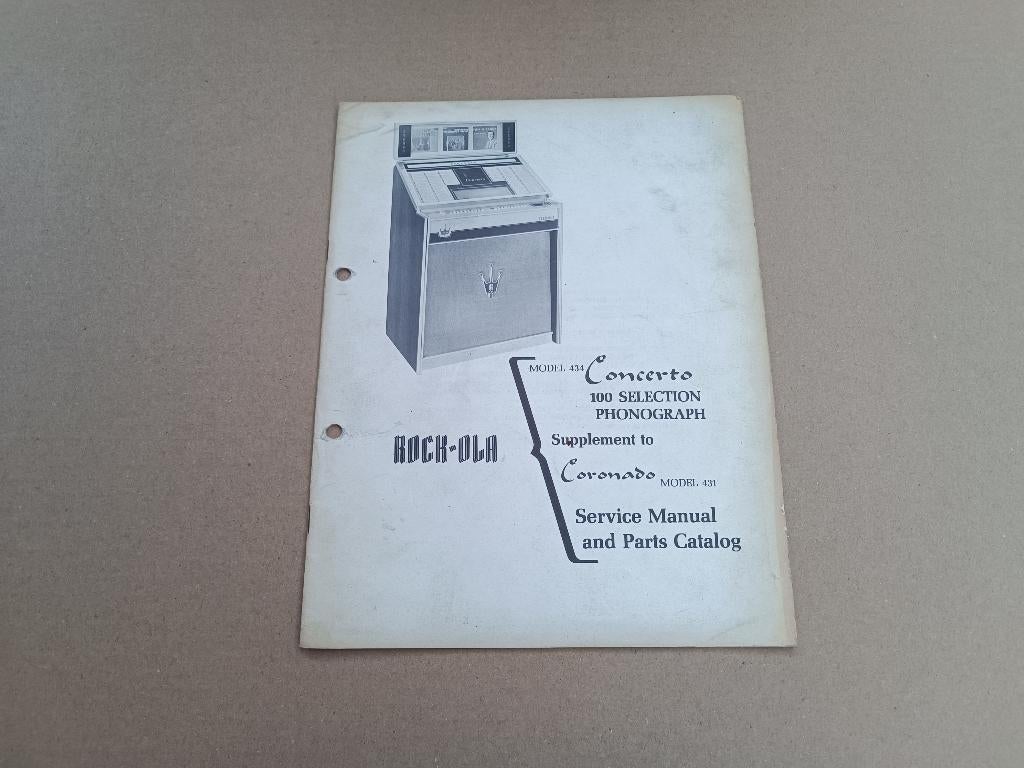 MODEL 434 Concerto
100 SELECTION
PHONOGRAPH
ROCK-OLA
Supplement to
Coronado MODEL 431
Service Manual
and Parts Catalog